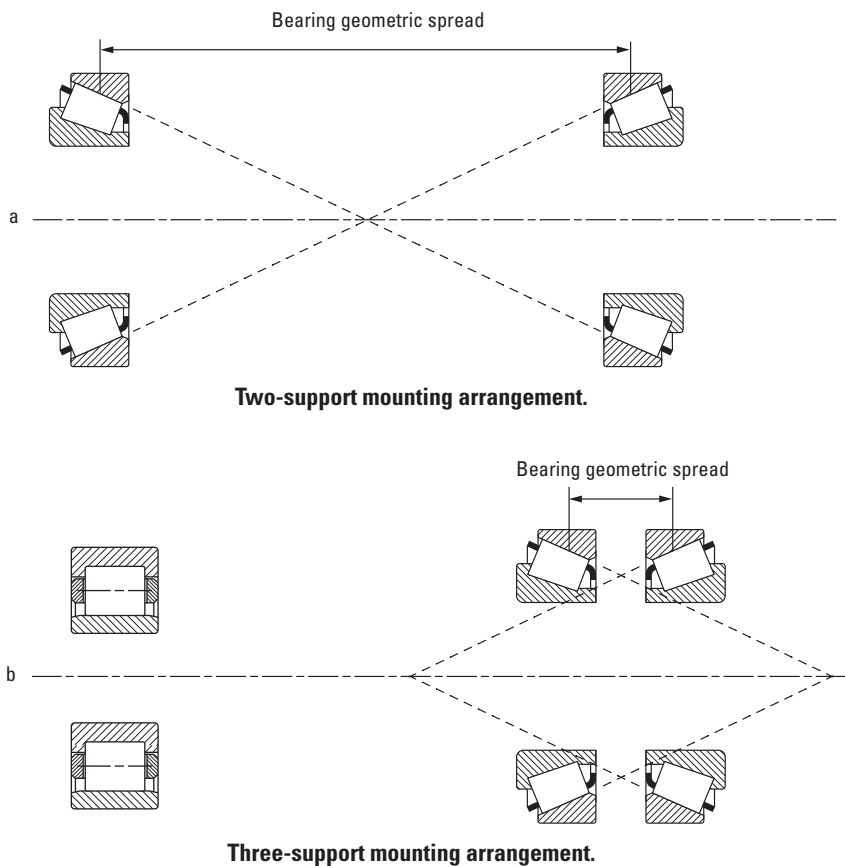 Bearing geometric spread
a
Two-support mounting arrangement.
Bearing geometric spread
b
Three-support mounting arrangement.